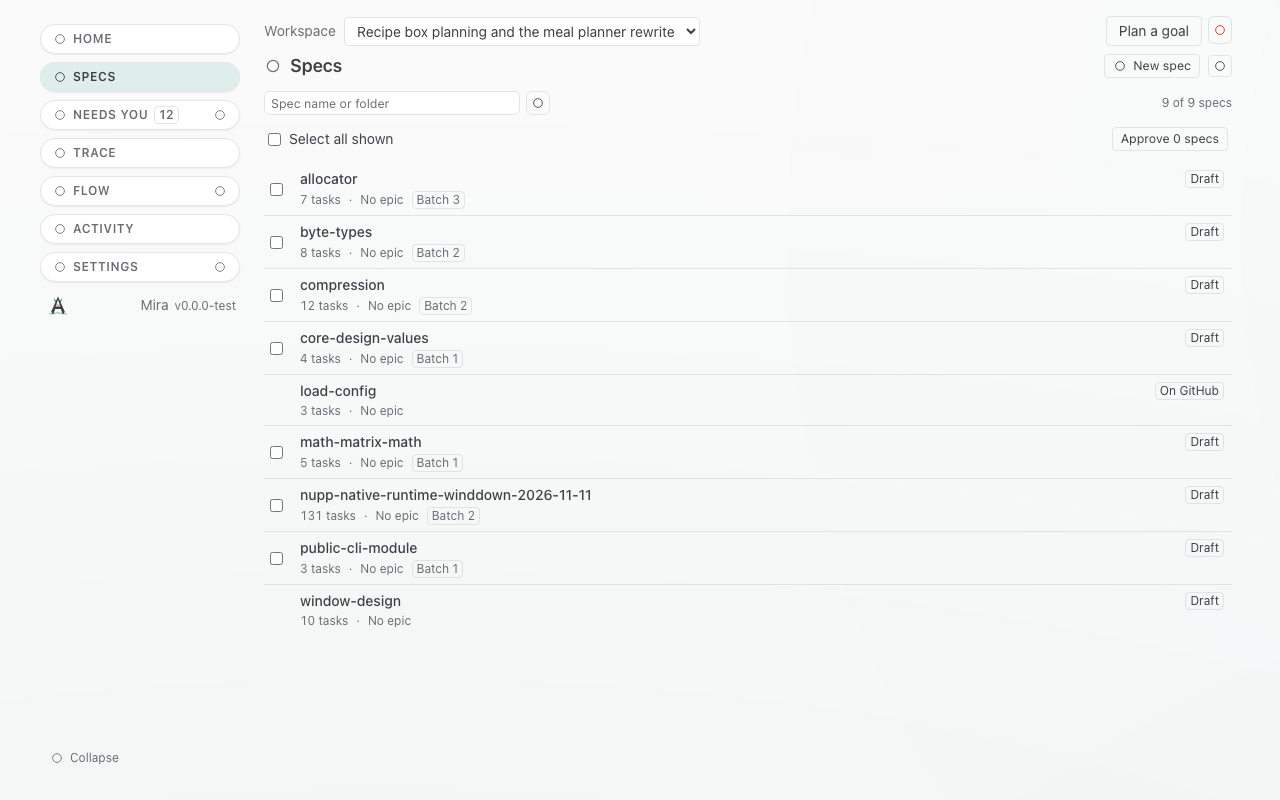 HOME
SPECS
NEEDS YOU 12
TRACE
FLOW
ACTIVITY
SETTINGS
Mira v0.0.0-test
Collapse
Workspace Recipe box planning and the meal planner rewrite Plan a goal
Specs New spec
Spec name or folder 9 of 9 specs
Select all shown Approve 0 specs
allocator Draft
7 tasks · No epic Batch 3
byte-types Draft
8 tasks · No epic Batch 2
compression Draft
12 tasks · No epic Batch 2
core-design-values Draft
4 tasks · No epic Batch 1
load-config On GitHub
3 tasks · No epic
math-matrix-math Draft
5 tasks · No epic Batch 1
nupp-native-runtime-winddown-2026-11-11 Draft
131 tasks · No epic Batch 2
public-cli-module Draft
3 tasks · No epic Batch 1
window-design Draft
10 tasks · No epic